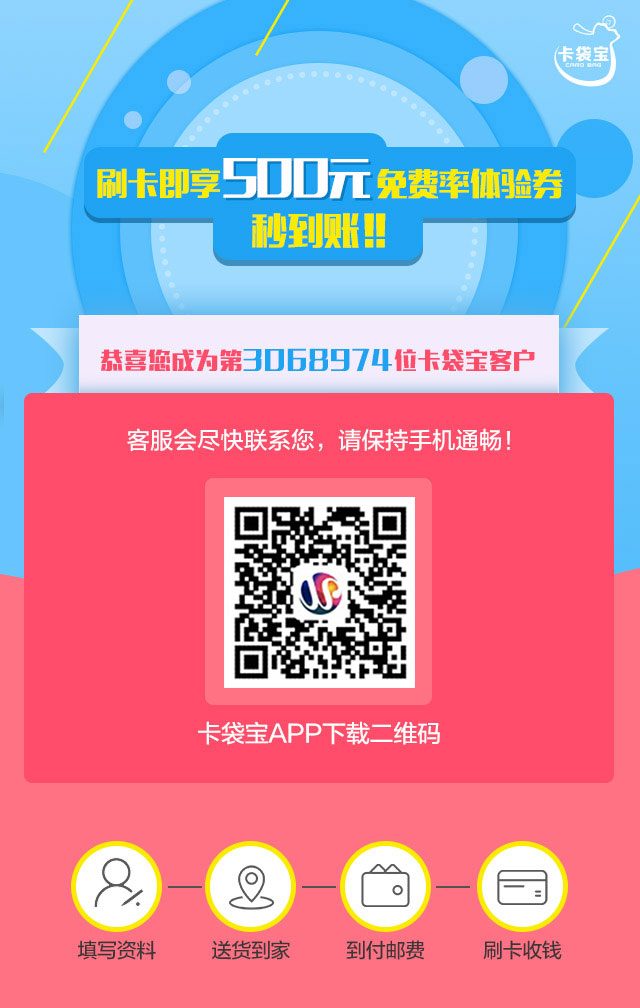 卡袋宝
CARD BAG
刷卡即享500元免费率体验券
秒到账!!
恭喜您成为第3068974位卡袋宝客户
客服会尽快联系您，请保持手机通畅！
卡袋宝APP下载二维码
填写资料 送货到家 到付邮费 刷卡收钱